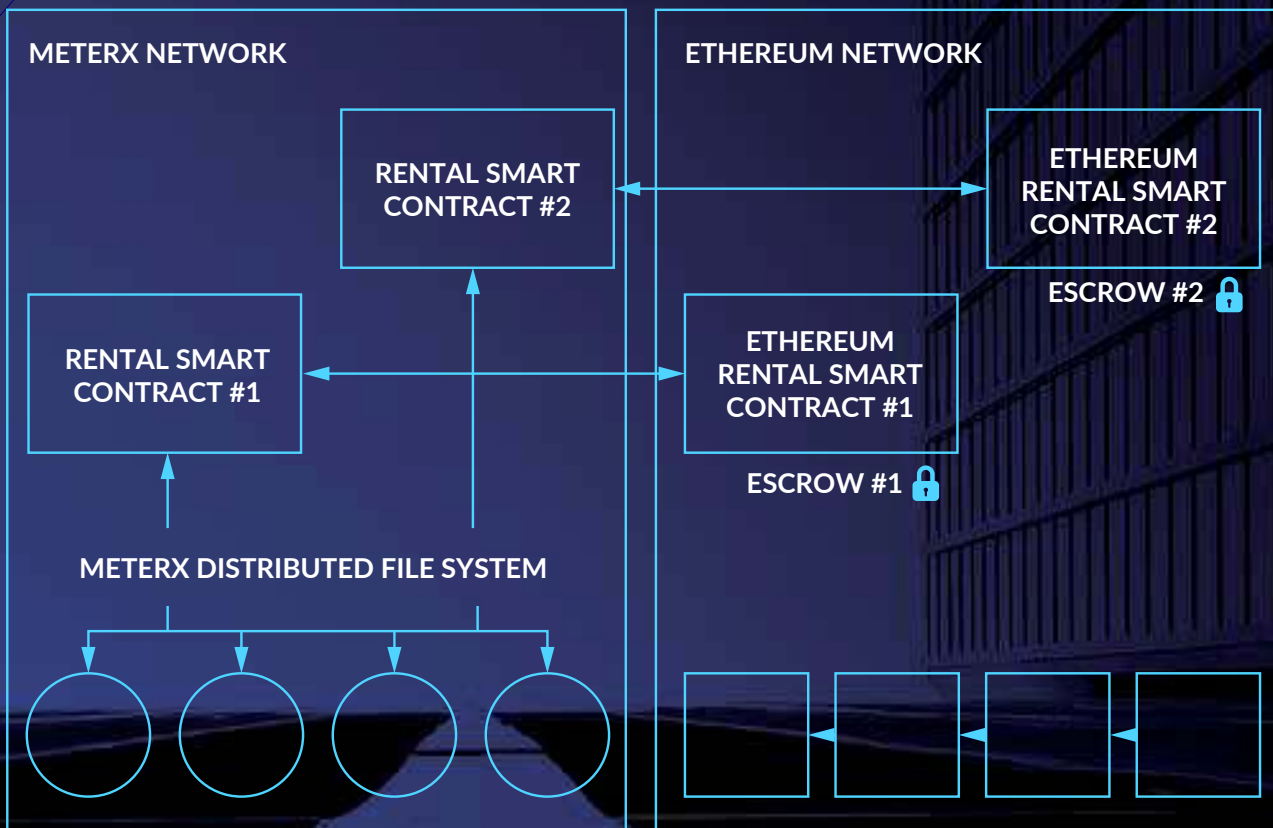 METERX NETWORK
ETHEREUM NETWORK
RENTAL SMART
CONTRACT #2
ETHEREUM
RENTAL SMART
CONTRACT #2
ESCROW #2
RENTAL SMART
CONTRACT #1
ETHEREUM
RENTAL SMART
CONTRACT #1
ESCROW #1
METERX DISTRIBUTED FILE SYSTEM